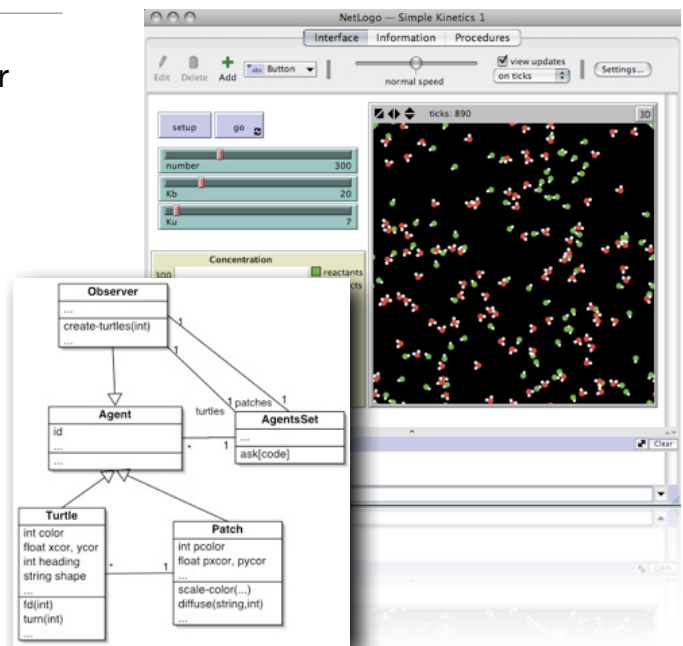 r
NetLogo — Simple Kinetics 1
Interface Information Procedures
Edit Delete Add abc Button normal speed view updates on ticks Settings...
setup go
ticks: 890 3D
number 300
Kb 20
Ku 7
Concentration
300 reactants
cts
Clear
Observer
...
create-turtles(int)
...
1
1
1 patches 1
turtles
Agent
id
...
...
* 1
AgentsSet
...
ask[code]
Turtle
int color
float xcor, ycor
int heading
string shape
...
fd(int)
turn(int)
...
* 1
Patch
int pcolor
float pxcor, pycor
...
scale-color(...)
diffuse(string,int)
...